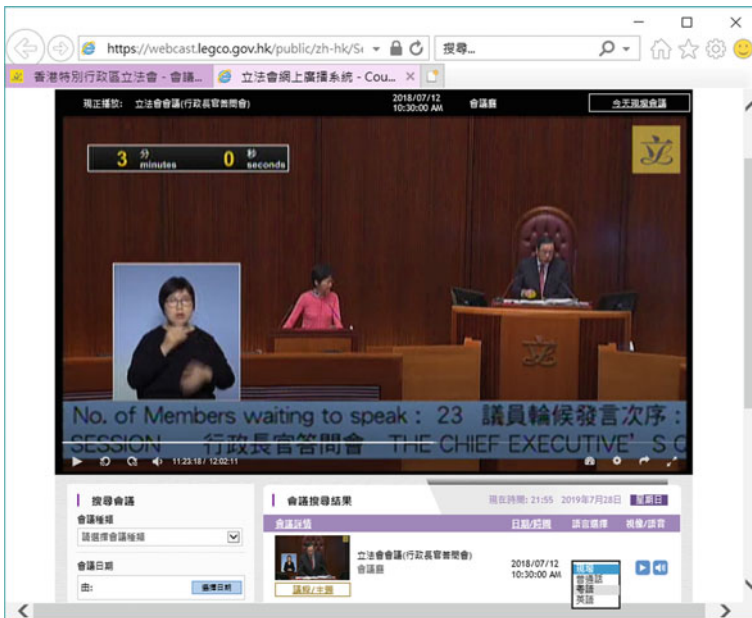 https://webcast.legco.gov.hk/public/zh-hk/Se
搜尋...
香港特別行政區立法會 - 會議...
立法會網上廣播系統 - Cou...
現正播放: 立法會會議(行政長官答問會)
2018/07/12
10:30:00 AM
會議廳
今天現場會議
3 分 minutes 0 秒 seconds
立
No. of Members waiting to speak : 23 議員輪候發言次序 :
SESSION 行政長官答問會 THE CHIEF EXECUTIVE'S Q
11:23:18 / 12:02:11
搜尋會議
會議種類
請選擇會議種類
會議日期
由:
選擇日期
會議搜尋結果
現在時間: 21:55 2019年7月28日 星期日
會議詳情 日期/時間 語言選擇 視像/語音
立法會會議(行政長官答問會)
會議廳
議程/主題
2018/07/12
10:30:00 AM
現場
普通話
粵語
英語